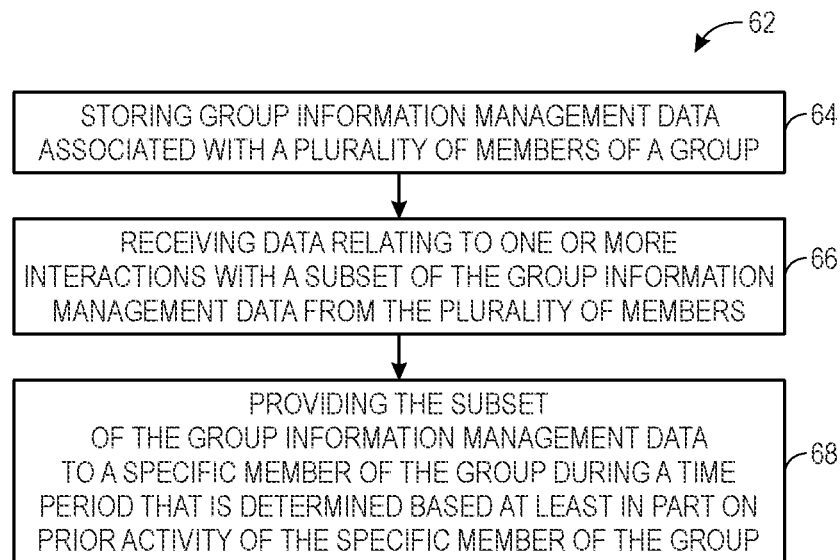 62
STORING GROUP INFORMATION MANAGEMENT DATA
ASSOCIATED WITH A PLURALITY OF MEMBERS OF A GROUP
64
RECEIVING DATA RELATING TO ONE OR MORE
INTERACTIONS WITH A SUBSET OF THE GROUP INFORMATION
MANAGEMENT DATA FROM THE PLURALITY OF MEMBERS
66
PROVIDING THE SUBSET
OF THE GROUP INFORMATION MANAGEMENT DATA
TO A SPECIFIC MEMBER OF THE GROUP DURING A TIME
PERIOD THAT IS DETERMINED BASED AT LEAST IN PART ON
PRIOR ACTIVITY OF THE SPECIFIC MEMBER OF THE GROUP
68